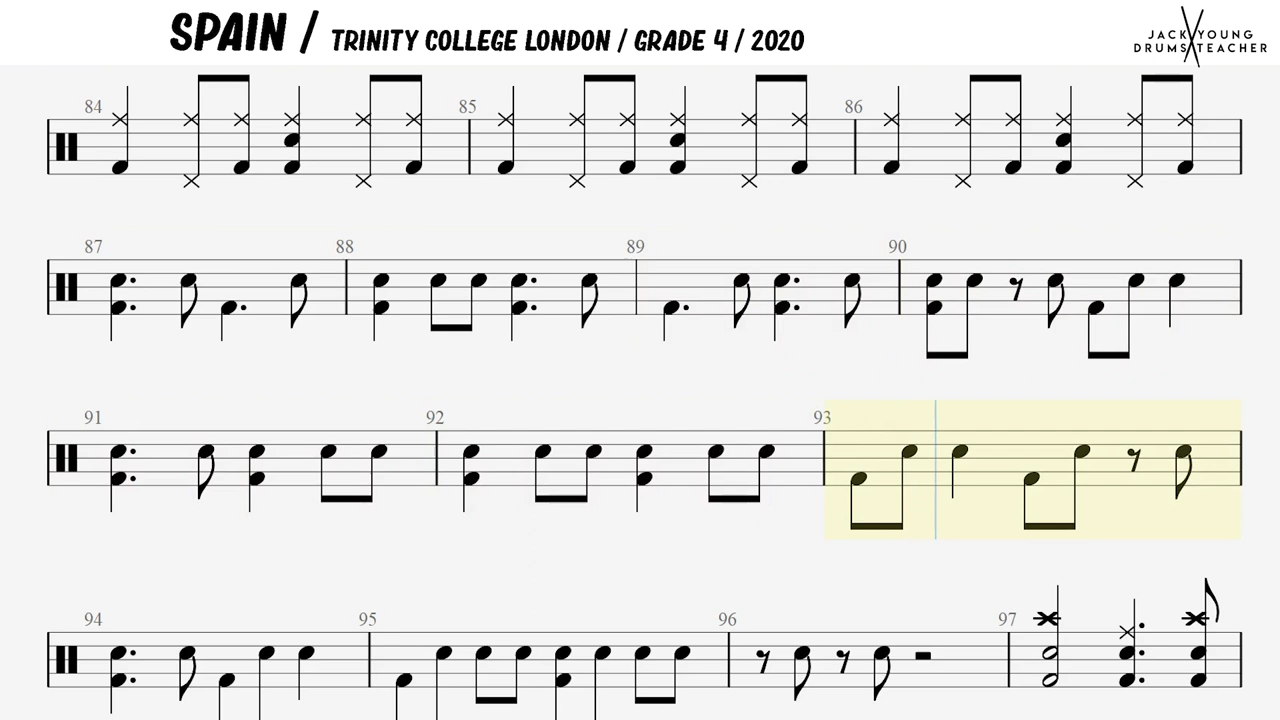 SPAIN / TRINITY COLLEGE LONDON / GRADE 4 / 2020
JACK YOUNG
DRUMS TEACHER
84 85 86
87 88 89 90
91 92 93
94 95 96 97